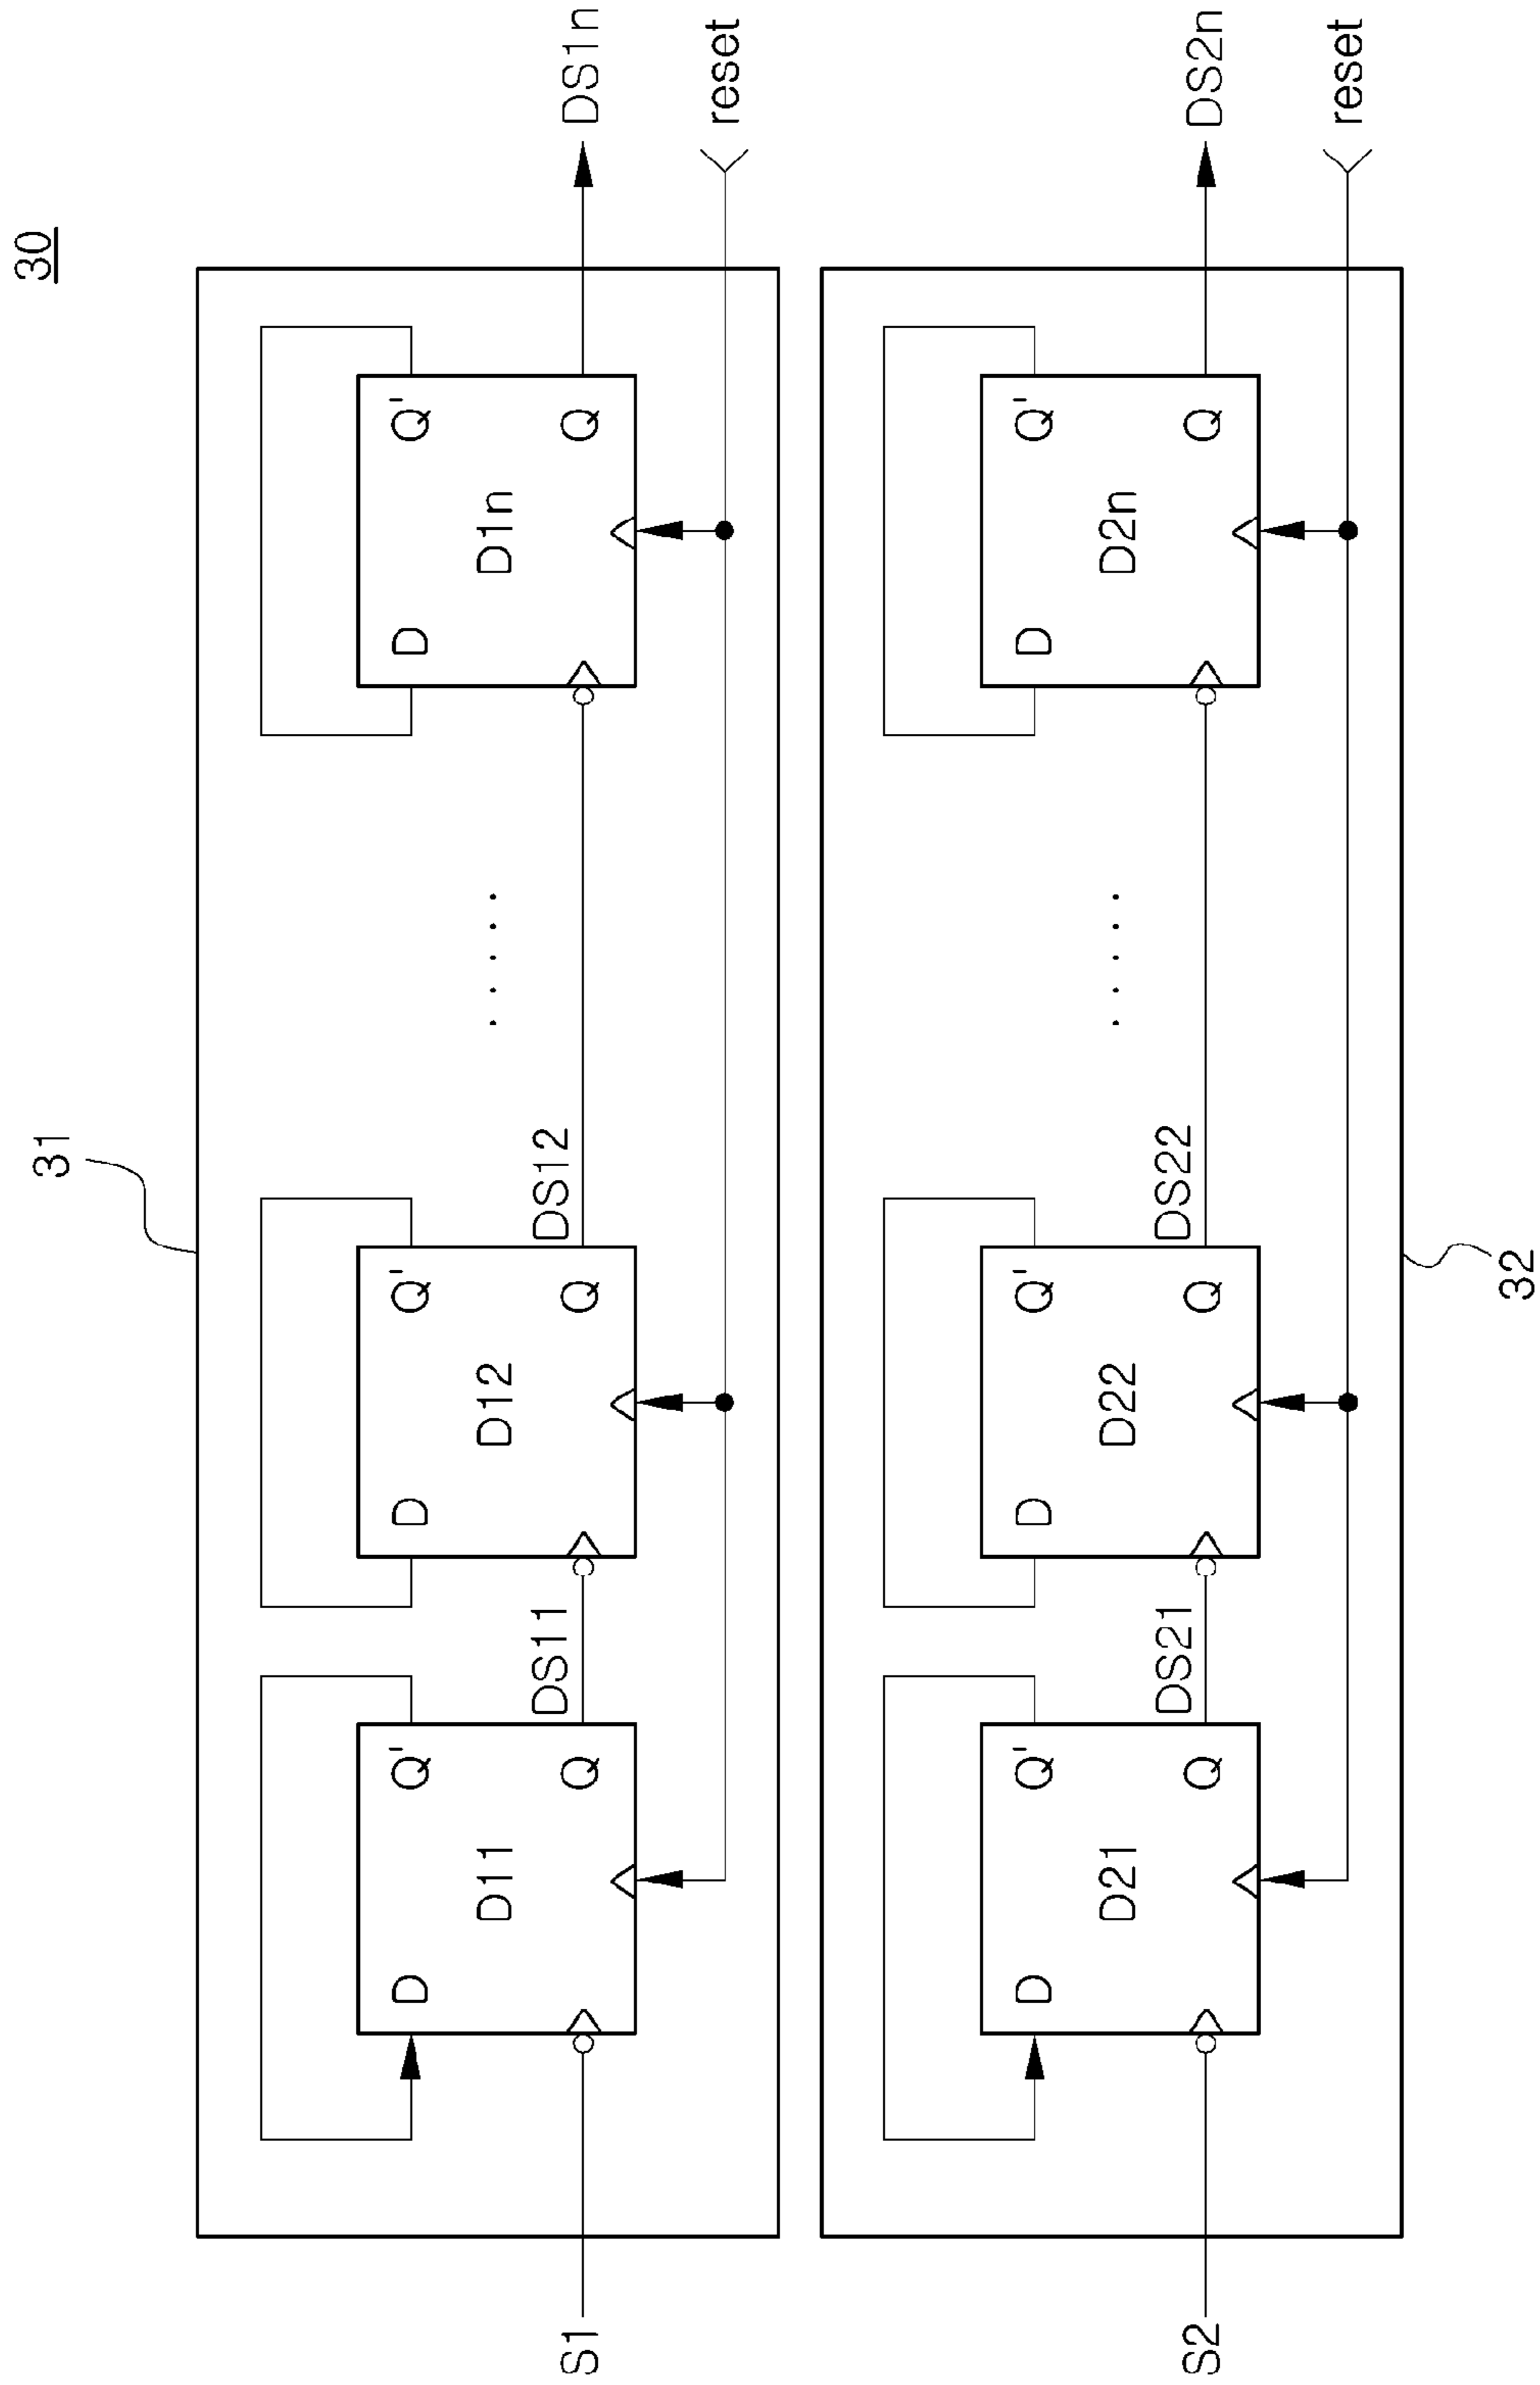 30
31
D Q' D Q' D Q'
D11 D12 D1n
Q DS11 Q DS12 Q DS1n
reset
D Q' D Q' D Q'
D21 D22 D2n
S1
Q DS21 Q DS22 Q DS2n
S2
reset
32